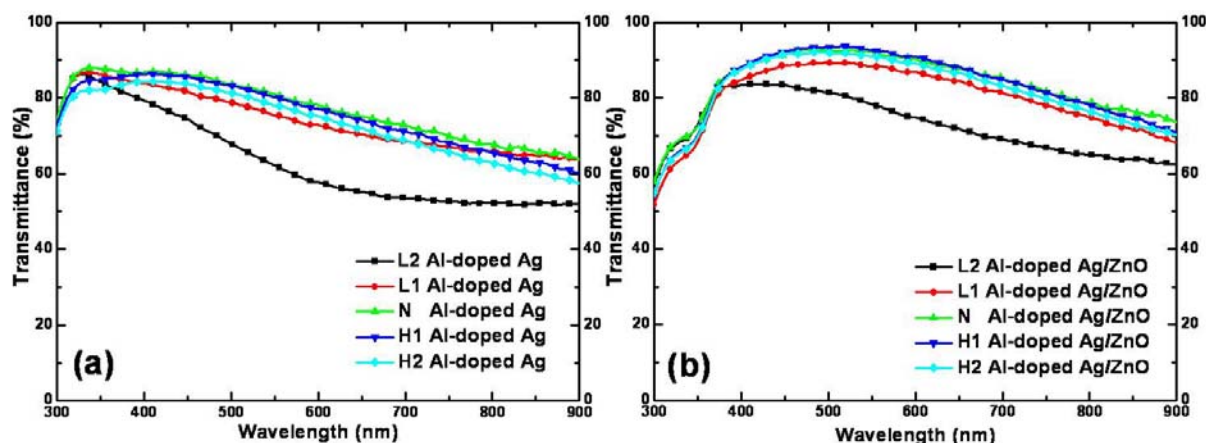 100
80
60
40
20
0
Transmittance (%)
100
80
60
40
20
0
L2 Al-doped Ag
L1 Al-doped Ag
N Al-doped Ag
H1 Al-doped Ag
H2 Al-doped Ag
(a)
300 400 500 600 700 800 900
Wavelength (nm)
100
80
60
40
20
0
Transmittance (%)
100
80
60
40
20
0
L2 Al-doped Ag/ZnO
L1 Al-doped Ag/ZnO
N Al-doped Ag/ZnO
H1 Al-doped Ag/ZnO
H2 Al-doped Ag/ZnO
(b)
300 400 500 600 700 800 900
Wavelength (nm)